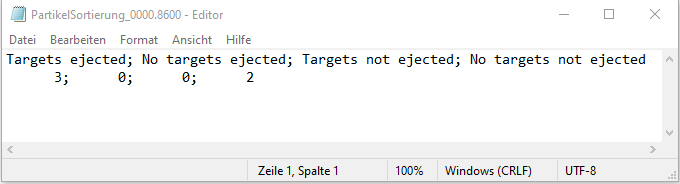 PartikelSortierung_0000.8600 - Editor
Datei Bearbeiten Format Ansicht Hilfe
Targets ejected; No targets ejected; Targets not ejected; No targets not ejected
3; 0; 0; 2
Zeile 1, Spalte 1 100% Windows (CRLF) UTF-8